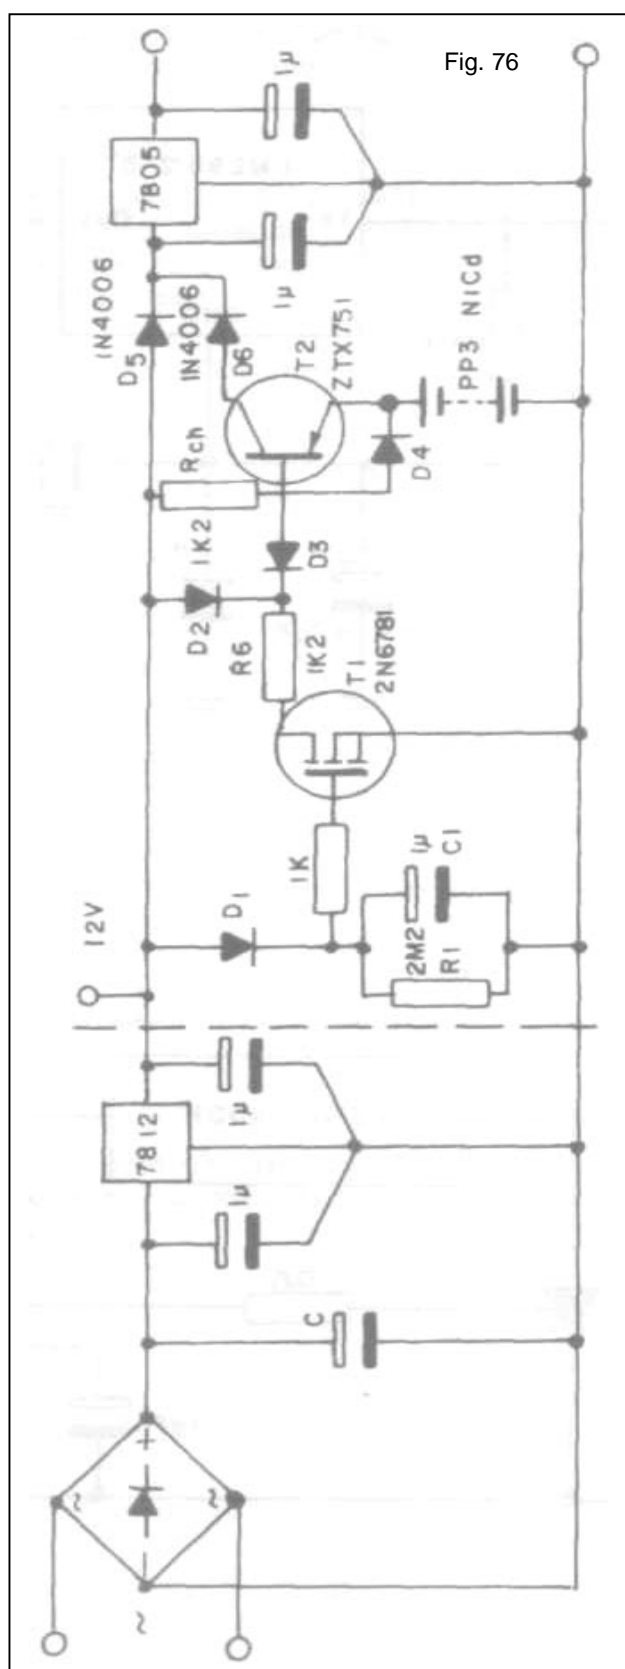 Fig. 76
~
~
~
+
−
C
1µ
7812
1µ
12V
D1
2M2
R1
1µ
C1
1K
T1
2N6781
R6
1K2
D2
D3
1K2
Rch
D4
T2
ZTX751
PP3 NiCd
D5
1N4006
1N4006
D6
1µ
7805
1µ